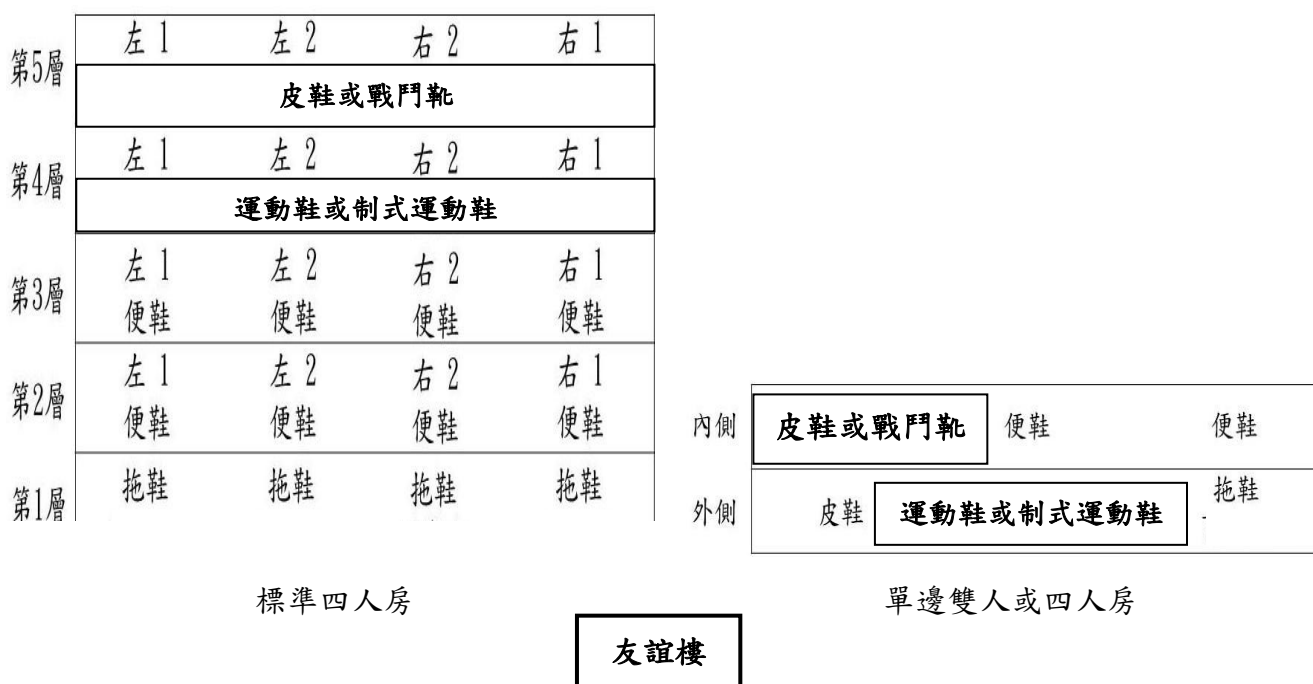 第5層 左1 左2 右2 右1
皮鞋或戰鬥靴
第4層 左1 左2 右2 右1
運動鞋或制式運動鞋
第3層 左1 左2 右2 右1
便鞋 便鞋 便鞋 便鞋
第2層 左1 左2 右2 右1
便鞋 便鞋 便鞋 便鞋
第1層 拖鞋 拖鞋 拖鞋 拖鞋
內側 皮鞋或戰鬥靴 便鞋 便鞋
外側 皮鞋 運動鞋或制式運動鞋 拖鞋
標準四人房
單邊雙人或四人房
友誼樓